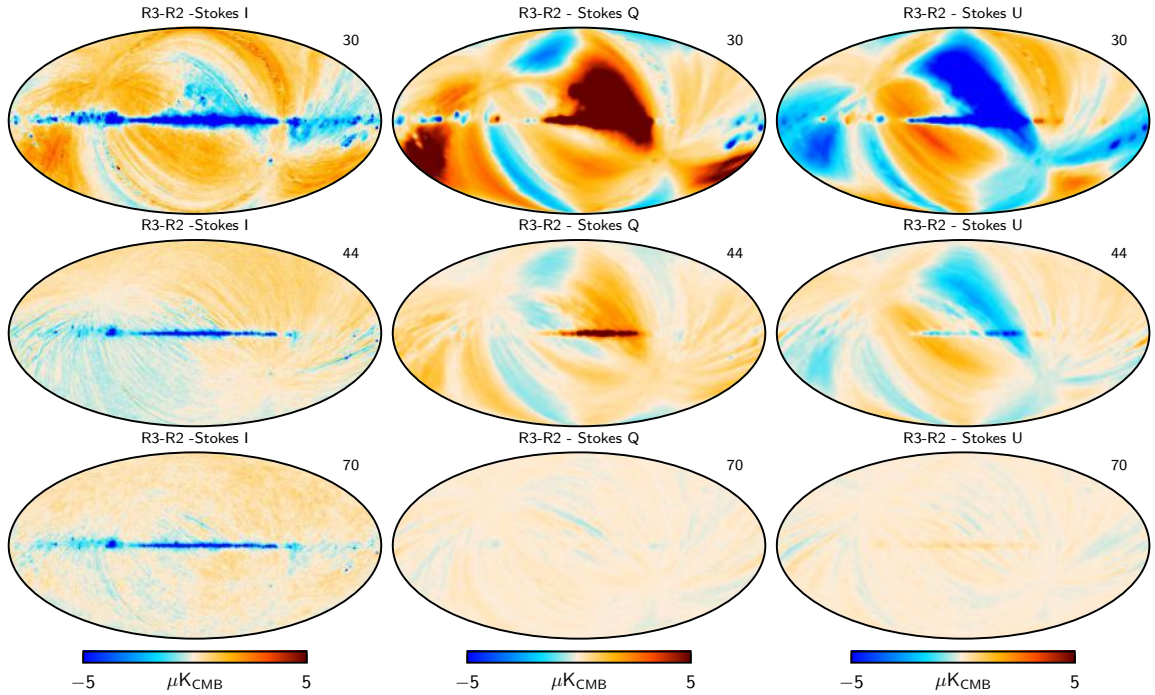 R3-R2 -Stokes I R3-R2 - Stokes Q R3-R2 - Stokes U
30 30 30
R3-R2 -Stokes I R3-R2 - Stokes Q R3-R2 - Stokes U
44 44 44
R3-R2 -Stokes I R3-R2 - Stokes Q R3-R2 - Stokes U
70 70 70
−5 μK_CMB 5 −5 μK_CMB 5 −5 μK_CMB 5